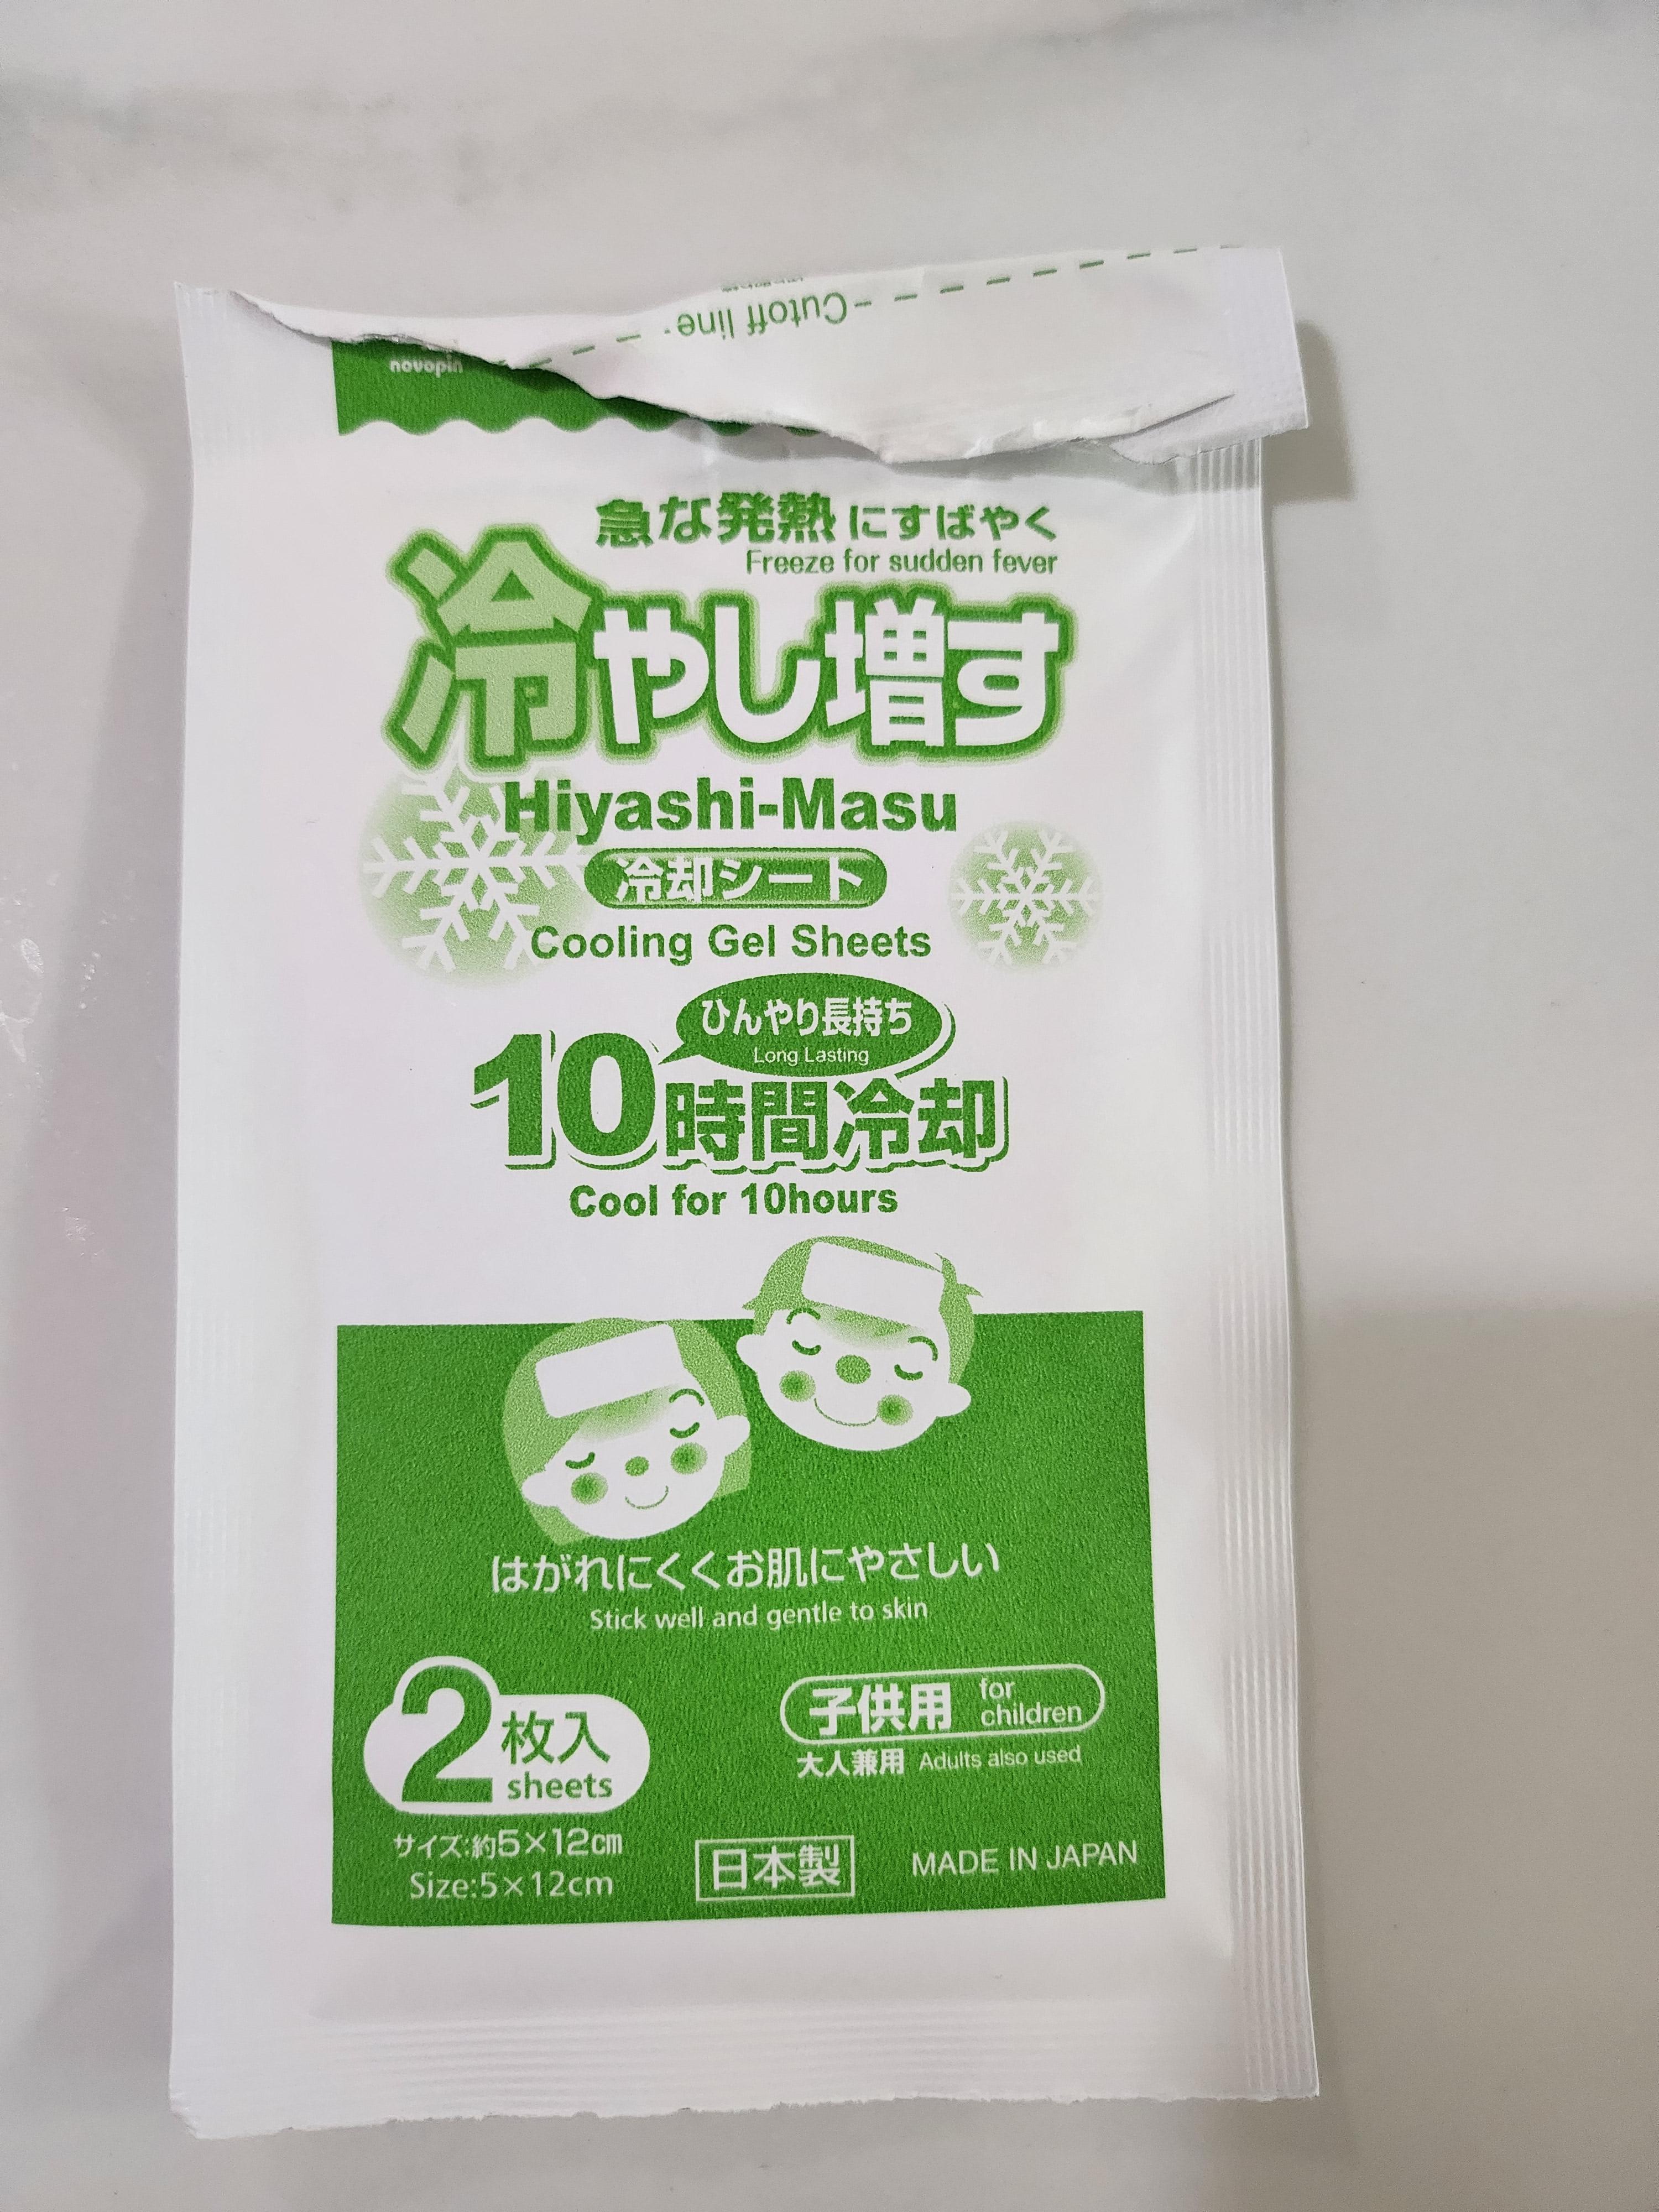 Cutoff line
novopin
急な発熱にすばやく
Freeze for sudden fever
冷やし増す
Hiyashi-Masu
冷却シート
Cooling Gel Sheets
ひんやり長持ち
Long Lasting
10時間冷却
Cool for 10hours
はがれにくくお肌にやさしい
Stick well and gentle to skin
2枚入
sheets
子供用 for children
大人兼用 Adults also used
サイズ:約5×12cm
Size:5×12cm
日本製
MADE IN JAPAN